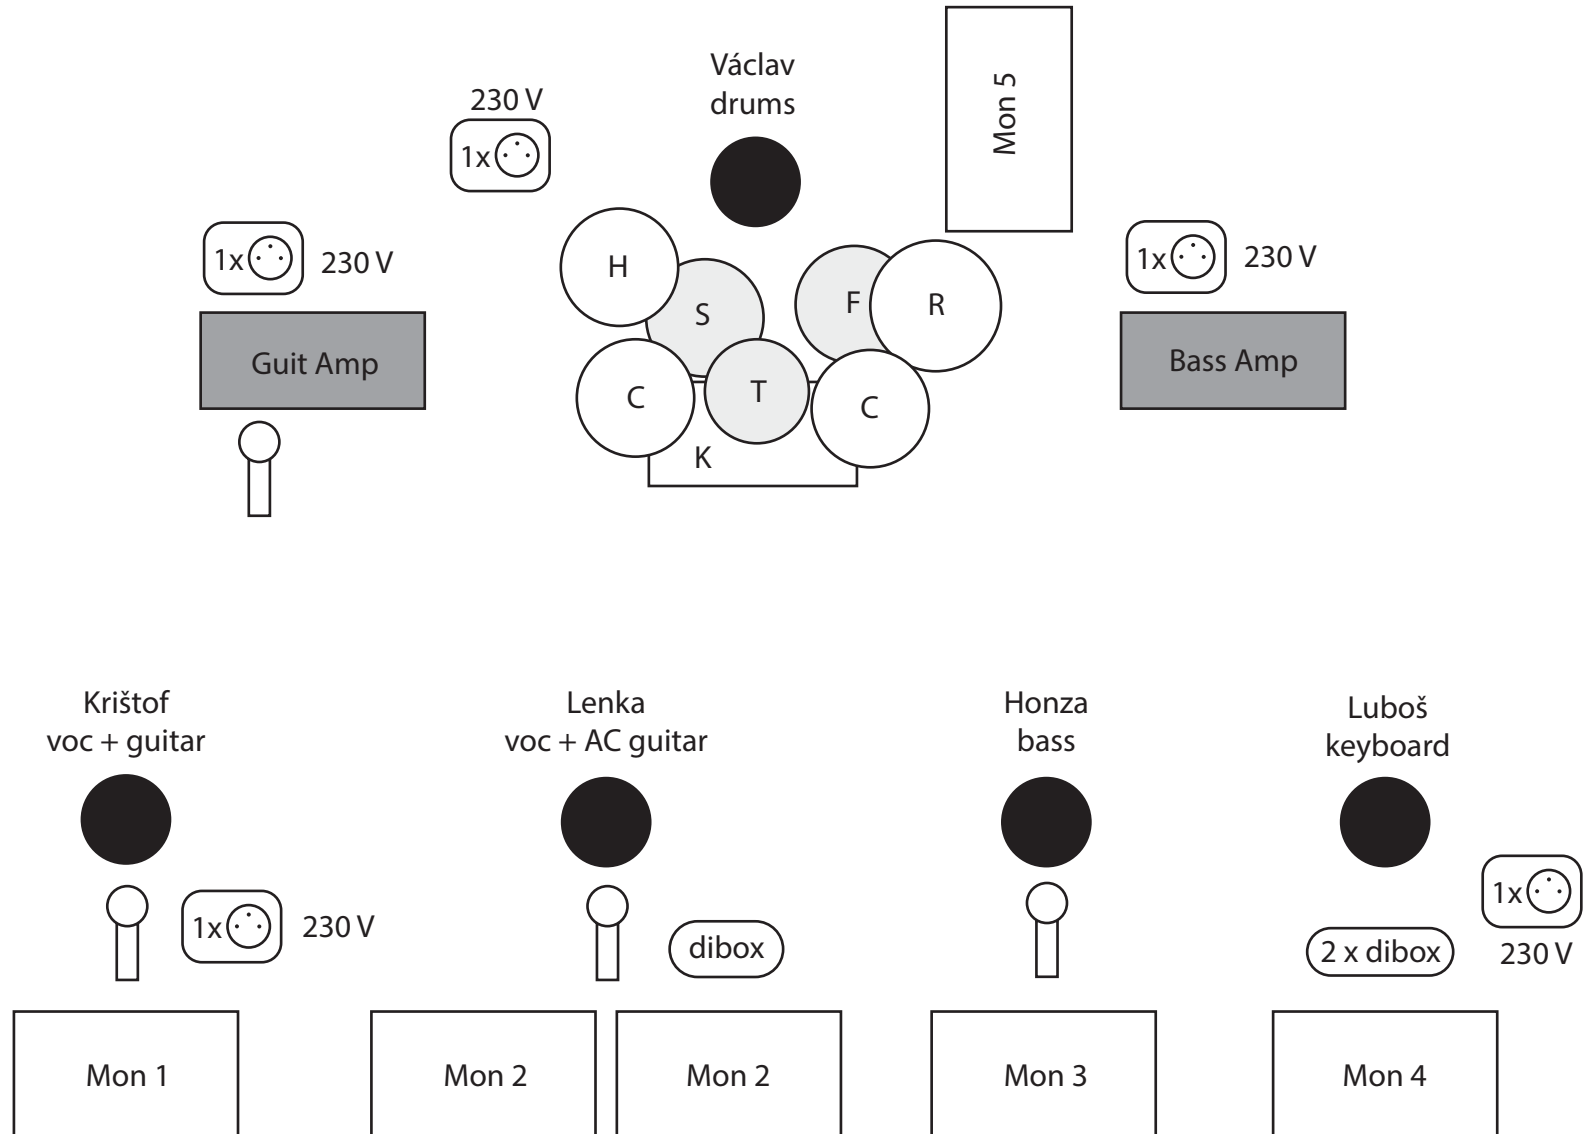 Václav
drums
Mon 5
230 V
1x
1x
230 V
1x
230 V
H
S
F
R
Guit Amp
Bass Amp
C
T
C
K
Krištof
voc + guitar
Lenka
voc + AC guitar
Honza
bass
Luboš
keyboard
1x
230 V
dibox
2 x dibox
1x
230 V
Mon 1
Mon 2
Mon 2
Mon 3
Mon 4